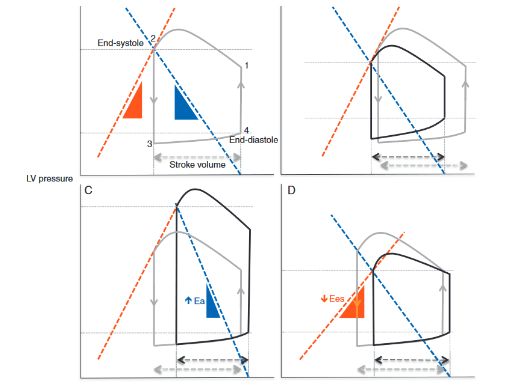 2
End-systole
1
4
3
End-diastole
Stroke volume
LV pressure
C
D
↑ Ea
↓ Ees